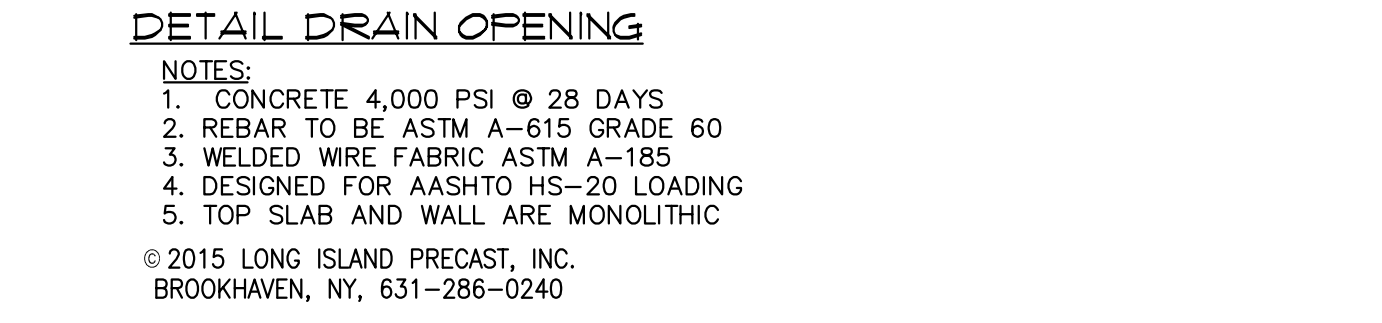 DETAIL DRAIN OPENING
NOTES:
1. CONCRETE 4,000 PSI @ 28 DAYS
2. REBAR TO BE ASTM A-615 GRADE 60
3. WELDED WIRE FABRIC ASTM A-185
4. DESIGNED FOR AASHTO HS-20 LOADING
5. TOP SLAB AND WALL ARE MONOLITHIC
© 2015 LONG ISLAND PRECAST, INC.
BROOKHAVEN, NY, 631-286-0240